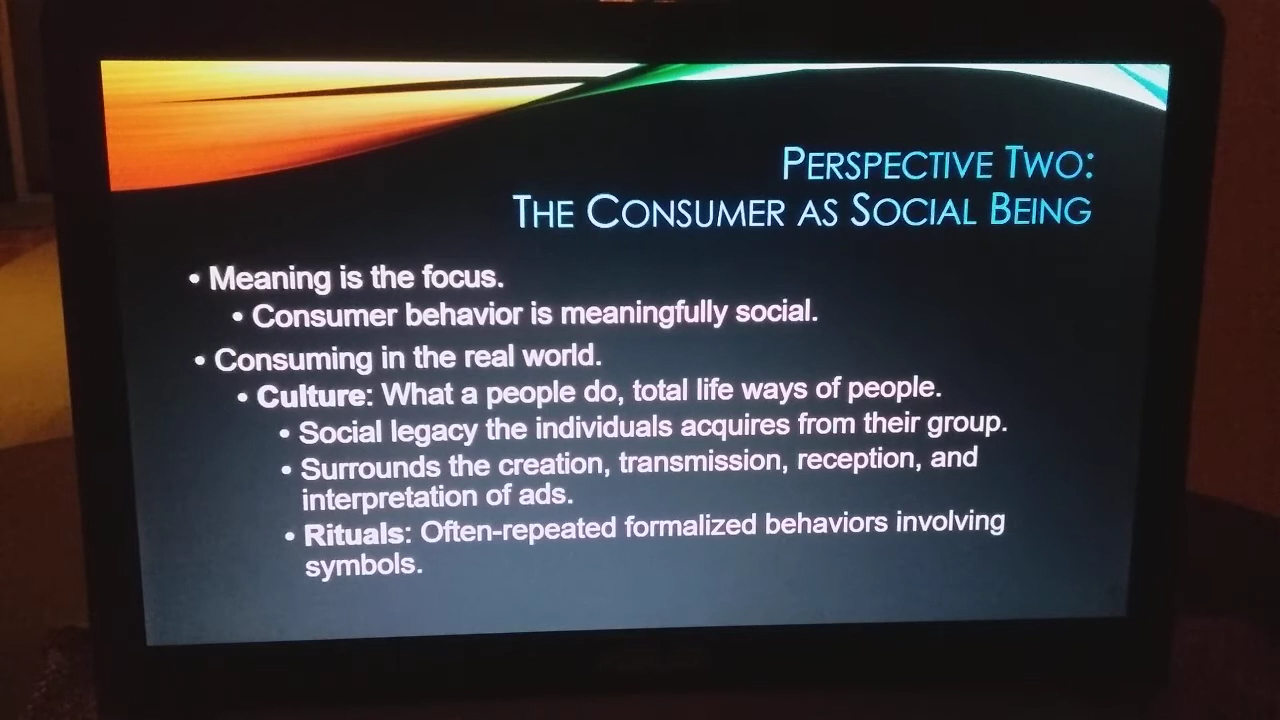 PERSPECTIVE TWO:
THE CONSUMER AS SOCIAL BEING
• Meaning is the focus.
• Consumer behavior is meaningfully social.
• Consuming in the real world.
• Culture: What a people do, total life ways of people.
• Social legacy the individuals acquires from their group.
• Surrounds the creation, transmission, reception, and
interpretation of ads.
• Rituals: Often-repeated formalized behaviors involving
symbols.